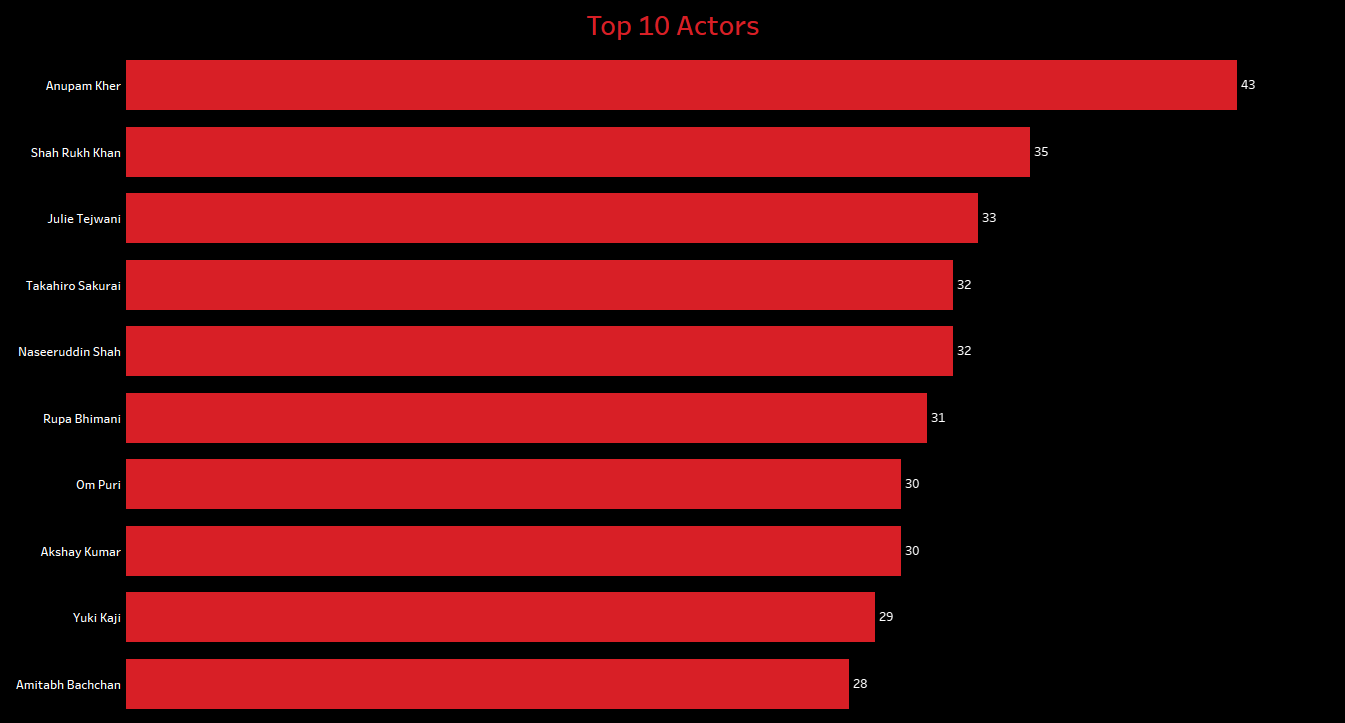 Top 10 Actors
Anupam Kher 43
Shah Rukh Khan 35
Julie Tejwani 33
Takahiro Sakurai 32
Naseeruddin Shah 32
Rupa Bhimani 31
Om Puri 30
Akshay Kumar 30
Yuki Kaji 29
Amitabh Bachchan 28